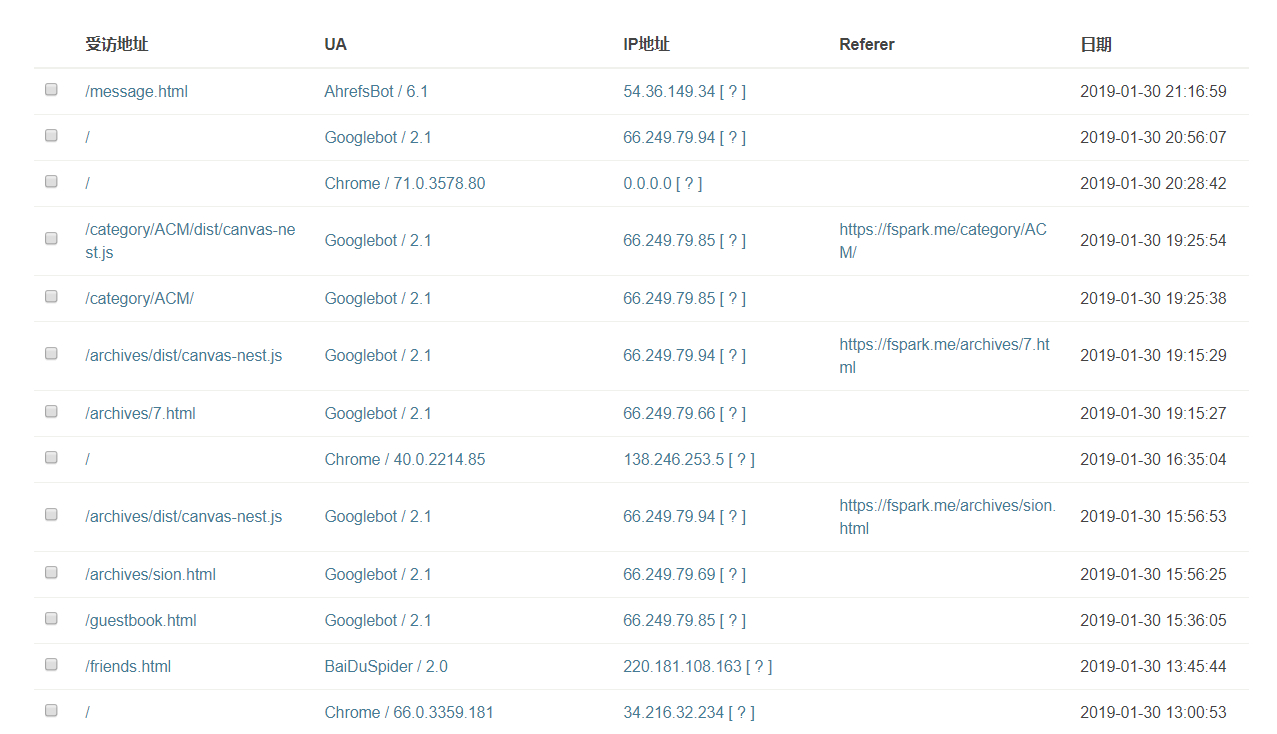 受访地址 UA IP地址 Referer 日期
/message.html AhrefsBot / 6.1 54.36.149.34 [ ? ] 2019-01-30 21:16:59
/ Googlebot / 2.1 66.249.79.94 [ ? ] 2019-01-30 20:56:07
/ Chrome / 71.0.3578.80 0.0.0.0 [ ? ] 2019-01-30 20:28:42
/category/ACM/dist/canvas-ne https://fspark.me/category/AC
Googlebot / 2.1 66.249.79.85 [ ? ] 2019-01-30 19:25:54
st.js M/
/category/ACM/ Googlebot / 2.1 66.249.79.85 [ ? ] 2019-01-30 19:25:38
https://fspark.me/archives/7.ht
/archives/dist/canvas-nest.js Googlebot / 2.1 66.249.79.94 [ ? ] 2019-01-30 19:15:29
ml
/archives/7.html Googlebot / 2.1 66.249.79.66 [ ? ] 2019-01-30 19:15:27
/ Chrome / 40.0.2214.85 138.246.253.5 [ ? ] 2019-01-30 16:35:04
https://fspark.me/archives/sion.
/archives/dist/canvas-nest.js Googlebot / 2.1 66.249.79.94 [ ? ] 2019-01-30 15:56:53
html
/archives/sion.html Googlebot / 2.1 66.249.79.69 [ ? ] 2019-01-30 15:56:25
/guestbook.html Googlebot / 2.1 66.249.79.85 [ ? ] 2019-01-30 15:36:05
/friends.html BaiDuSpider / 2.0 220.181.108.163 [ ? ] 2019-01-30 13:45:44
/ Chrome / 66.0.3359.181 34.216.32.234 [ ? ] 2019-01-30 13:00:53